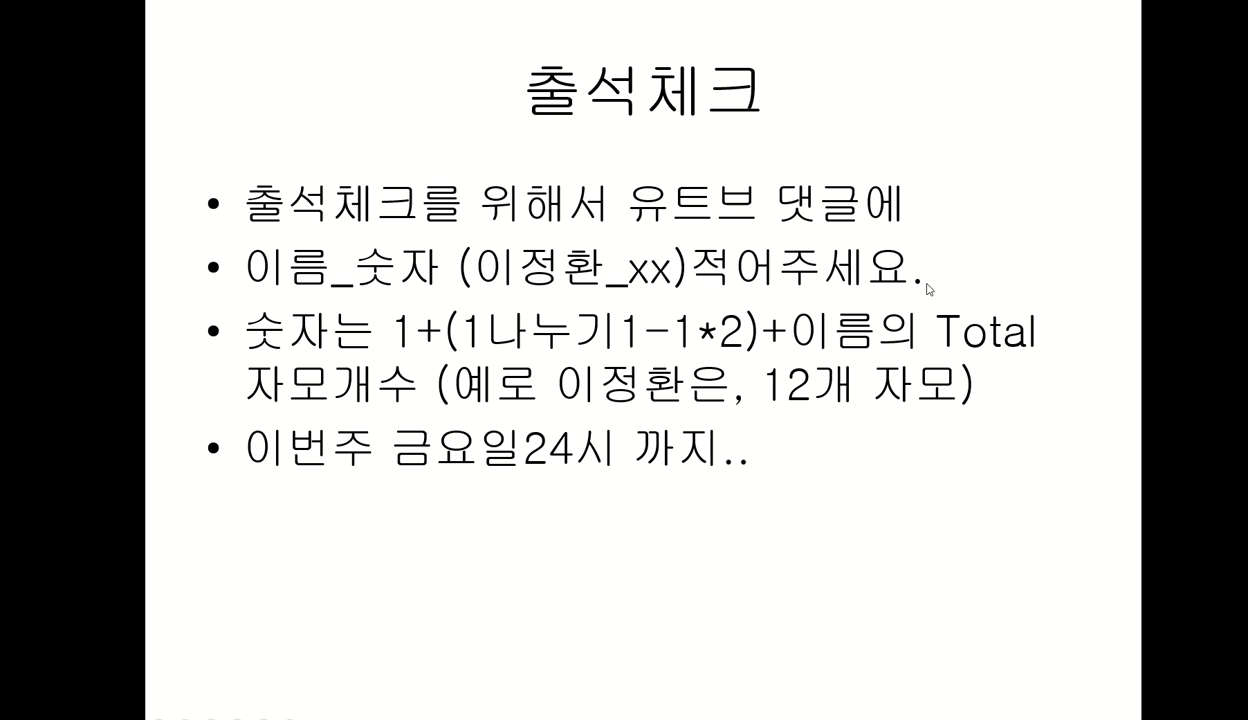 출석체크
• 출석체크를 위해서 유트브 댓글에
• 이름_숫자 (이정환_xx)적어주세요.
• 숫자는 1+(1나누기1-1*2)+이름의 Total
자모개수 (예로 이정환은, 12개 자모)
• 이번주 금요일24시 까지..